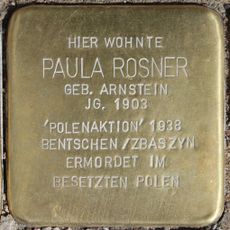 HIER WOHNTE
PAULA ROSNER
GEB. ARNSTEIN
JG. 1903
'POLENAKTION' 1938
BENTSCHEN/ZBASZYN
ERMORDET IM
BESETZTEN POLEN